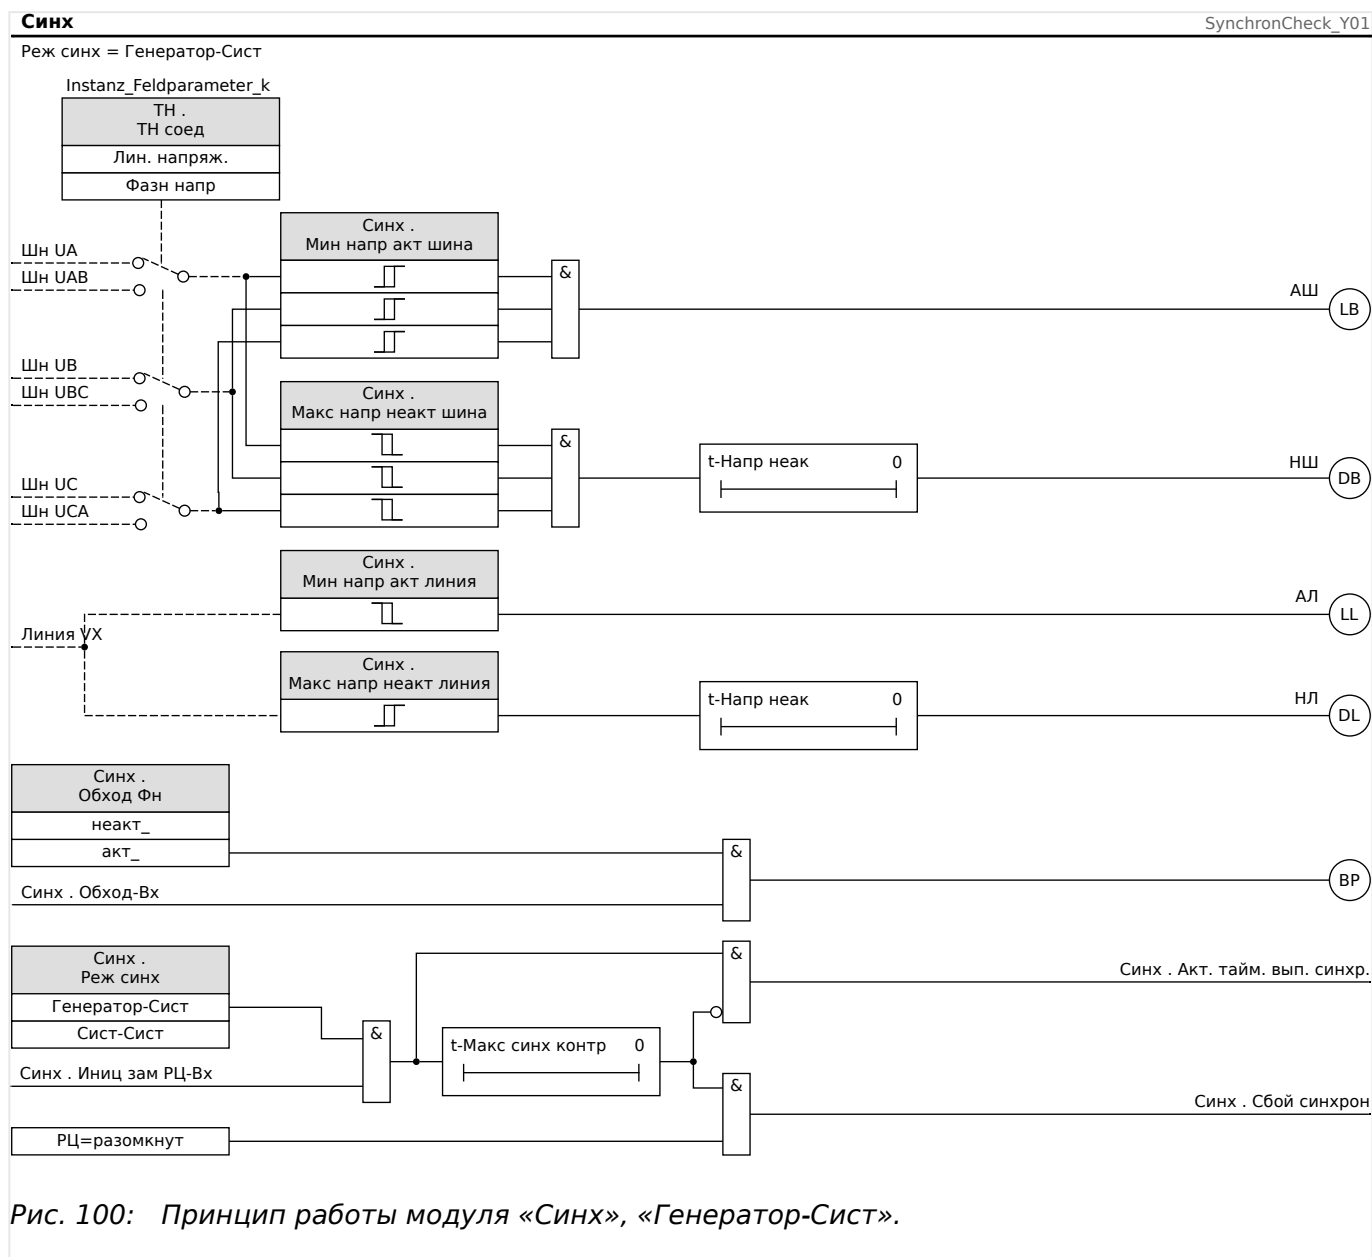 Синх
SynchronCheck_Y01
Реж синх = Генератор-Сист
Instanz_Feldparameter_k
ТН .
ТН соед
Лин. напряж.
Фазн напр
Шн UA
Шн UAB
Шн UB
Шн UBC
Шн UC
Шн UCA
Синх .
Мин напр акт шина
&
АШ
LB
Синх .
Макс напр неакт шина
&
t-Напр неак 0
НШ
DB
Синх .
Мин напр акт линия
АЛ
LL
Линия VX
Синх .
Макс напр неакт линия
t-Напр неак 0
НЛ
DL
Синх .
Обход Фн
неакт_
акт_
&
Синх . Обход-Вх
BP
Синх .
Реж синх
Генератор-Сист
Сист-Сист
&
Синх . Акт. тайм. вып. синхр.
&
t-Макс синх контр 0
Синх . Иниц зам РЦ-Вх
&
Синх . Сбой синхрон
РЦ=разомкнут
Рис. 100: Принцип работы модуля «Синх», «Генератор-Сист».